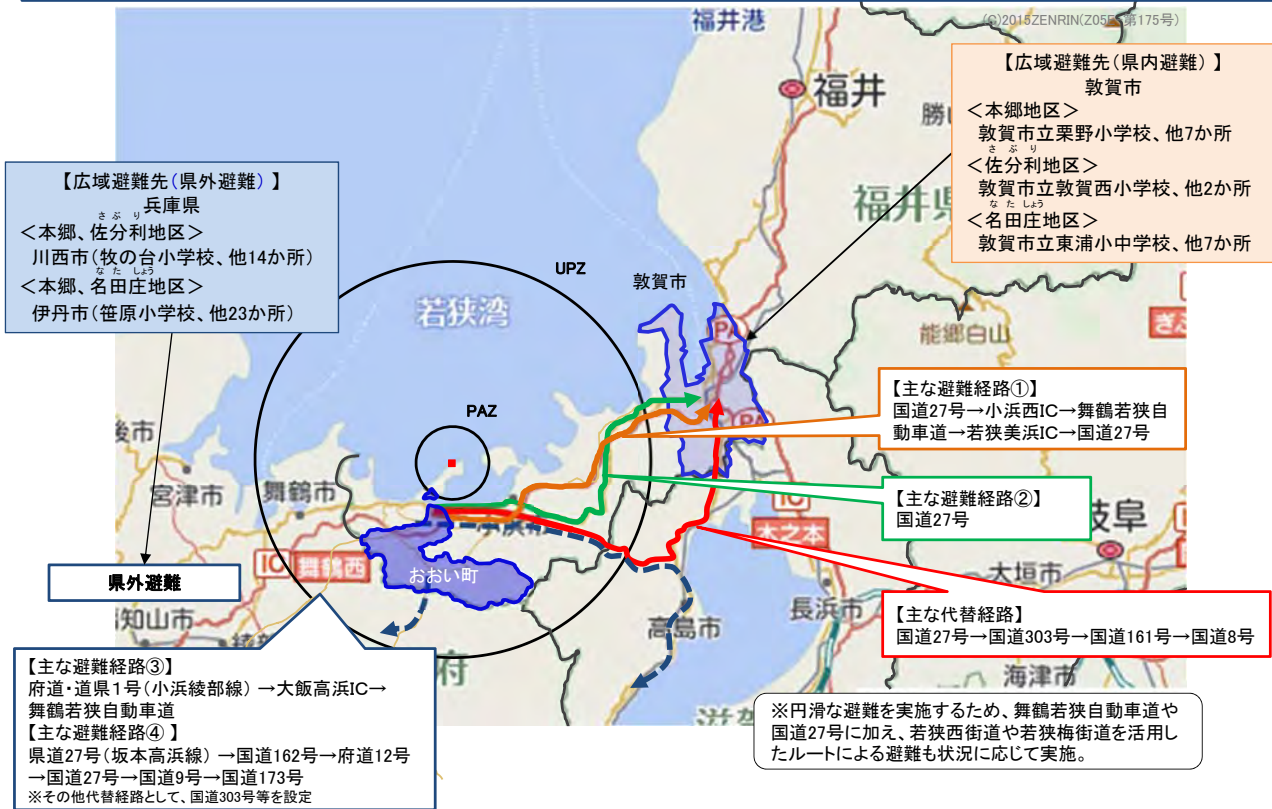 (C)2015ZENRIN(Z05E-第175号)
福井港
福井
勝山
福井県
【広域避難先(県内避難)】
敦賀市
＜本郷地区＞
敦賀市立粟野小学校、他7か所
さぶり
＜佐分利地区＞
敦賀市立敦賀西小学校、他2か所
なたしょう
＜名田庄地区＞
敦賀市立東浦小中学校、他7か所
【広域避難先(県外避難)】
兵庫県
さぶり
＜本郷、佐分利地区＞
川西市(牧の台小学校、他14か所)
なたしょう
＜本郷、名田庄地区＞
伊丹市(笹原小学校、他23か所)
UPZ
敦賀市
若狭湾
PA
能郷白山
ぎふ
PAZ
PA
【主な避難経路①】
国道27号→小浜西IC→舞鶴若狭自
動車道→若狭美浜IC→国道27号
宮津市
舞鶴市
【主な避難経路②】
国道27号
IC
木之本
岐阜
IC
舞鶴西
おおい町
大垣市
県外避難
長浜市
高島市
【主な代替経路】
国道27号→国道303号→国道161号→国道8号
海津市
【主な避難経路③】
府道・道県１号(小浜綾部線)→大飯高浜IC→
舞鶴若狭自動車道
【主な避難経路④】
県道27号(坂本高浜線)→国道162号→府道12号
→国道27号→国道9号→国道173号
※その他代替経路として、国道303号等を設定
府
※円滑な避難を実施するため、舞鶴若狭自動車道や
国道27号に加え、若狭西街道や若狭梅街道を活用し
たルートによる避難も状況に応じて実施。